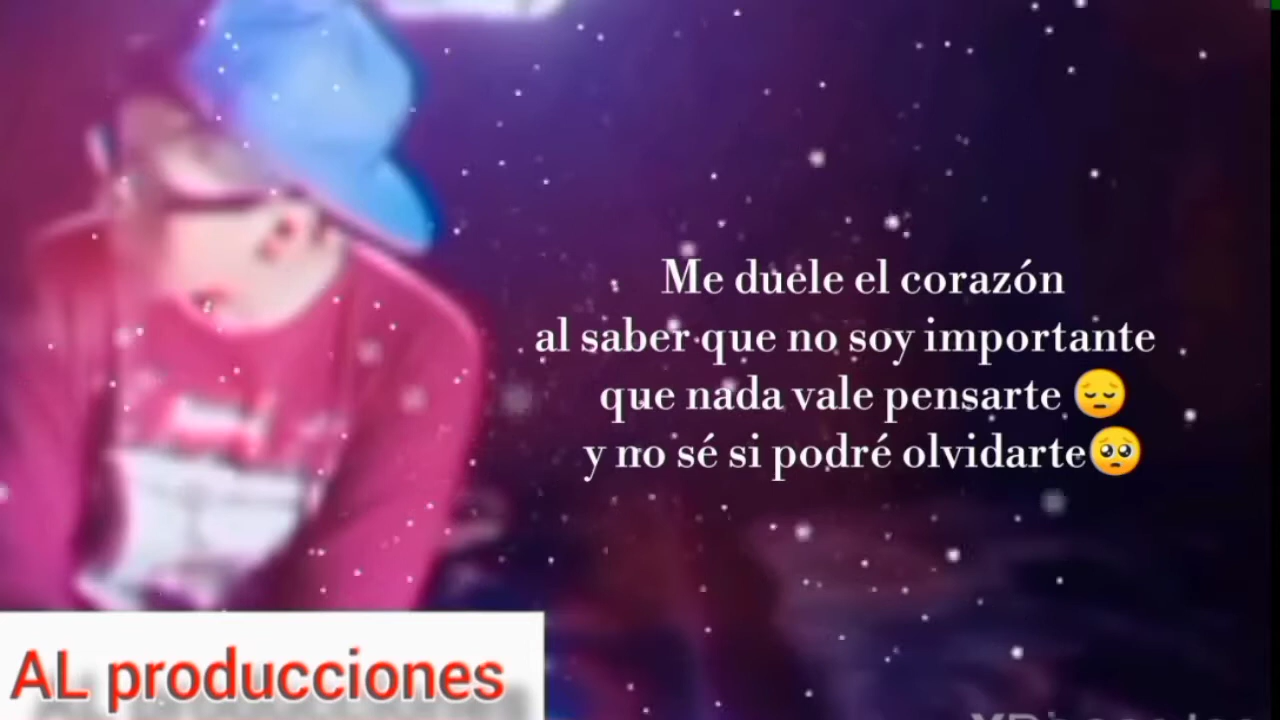 Me duele el corazón
al saber que no soy importante
que nada vale pensarte 😔
y no sé si podré olvidarte🥺
AL producciones